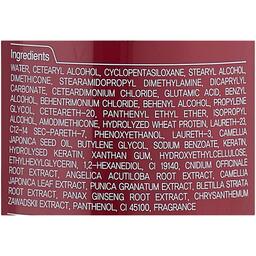 Ingredients
WATER, CETEARYL ALCOHOL, CYCLOPENTASILOXANE, STEARYL ALCOHOL,
DIMETHICONE, STEARAMIDOPROPYL DIMETHYLAMINE, DICAPRYLYL
CARBONATE, CETEARDIMONIUM CHLORIDE, GLUTAMIC ACID, BENZYL
ALCOHOL, BEHENTRIMONIUM CHLORIDE, BEHENYL ALCOHOL, PROPYLENE
GLYCOL, CETEARETH-20, PANTHENYL ETHYL ETHER, ISOPROPYL
ALCOHOL, AMODIMETHICONE, HYDROLYZED WHEAT PROTEIN, LAURETH-23,
C12-14 SEC-PARETH-7, PHENOXYETHANOL, LAURETH-3, CAMELLIA
JAPONICA SEED OIL, BUTYLENE GLYCOL, SODIUM BENZOATE, KERATIN,
HYDROLYSED KERATIN, XANTHAN GUM, HYDROXYETHYLCELLULOSE,
ETHYLHEXYLGLYCERIN, 1,2-HEXANEDIOL, CI 19140, CNIDIUM OFFICINALE
ROOT EXTRACT, ANGELICA ACUTILOBA ROOT EXTRACT, CAMELLIA
JAPONICA LEAF EXTRACT, PUNICA GRANATUM EXTRACT, BLETILLA STRIATA
ROOT EXTRACT, PANAX GINSENG ROOT EXTRACT, CHRYSANTHEMUM
ZAWADSKII EXTRACT, PANTHENOL, CI 45100, FRAGRANCE